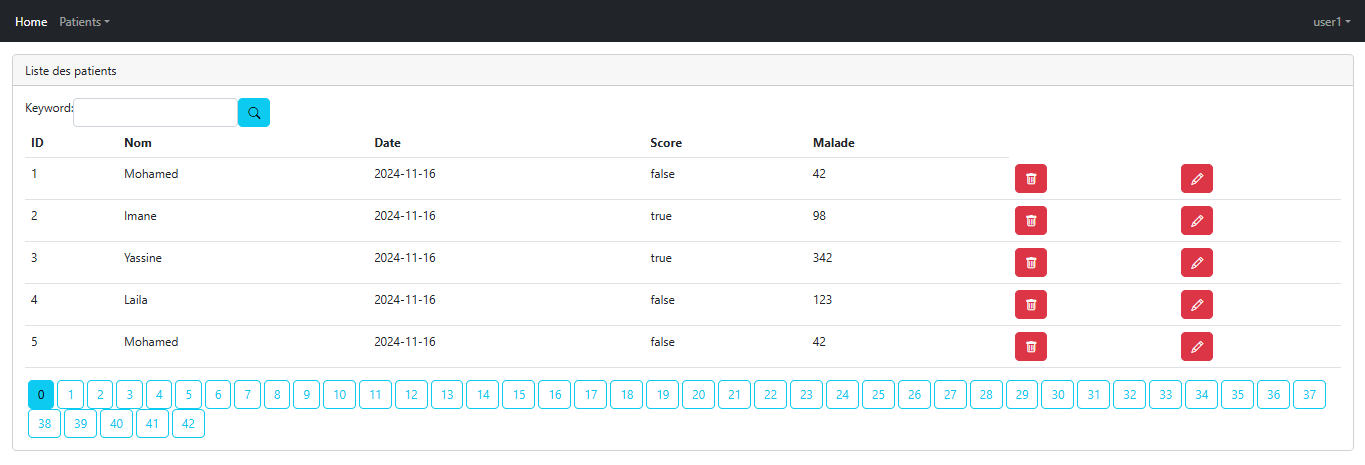 Home Patients user1
Liste des patients
Keyword:
ID Nom Date Score Malade
1 Mohamed 2024-11-16 false 42
2 Imane 2024-11-16 true 98
3 Yassine 2024-11-16 true 342
4 Laila 2024-11-16 false 123
5 Mohamed 2024-11-16 false 42
0 1 2 3 4 5 6 7 8 9 10 11 12 13 14 15 16 17 18 19 20 21 22 23 24 25 26 27 28 29 30 31 32 33 34 35 36 37
38 39 40 41 42